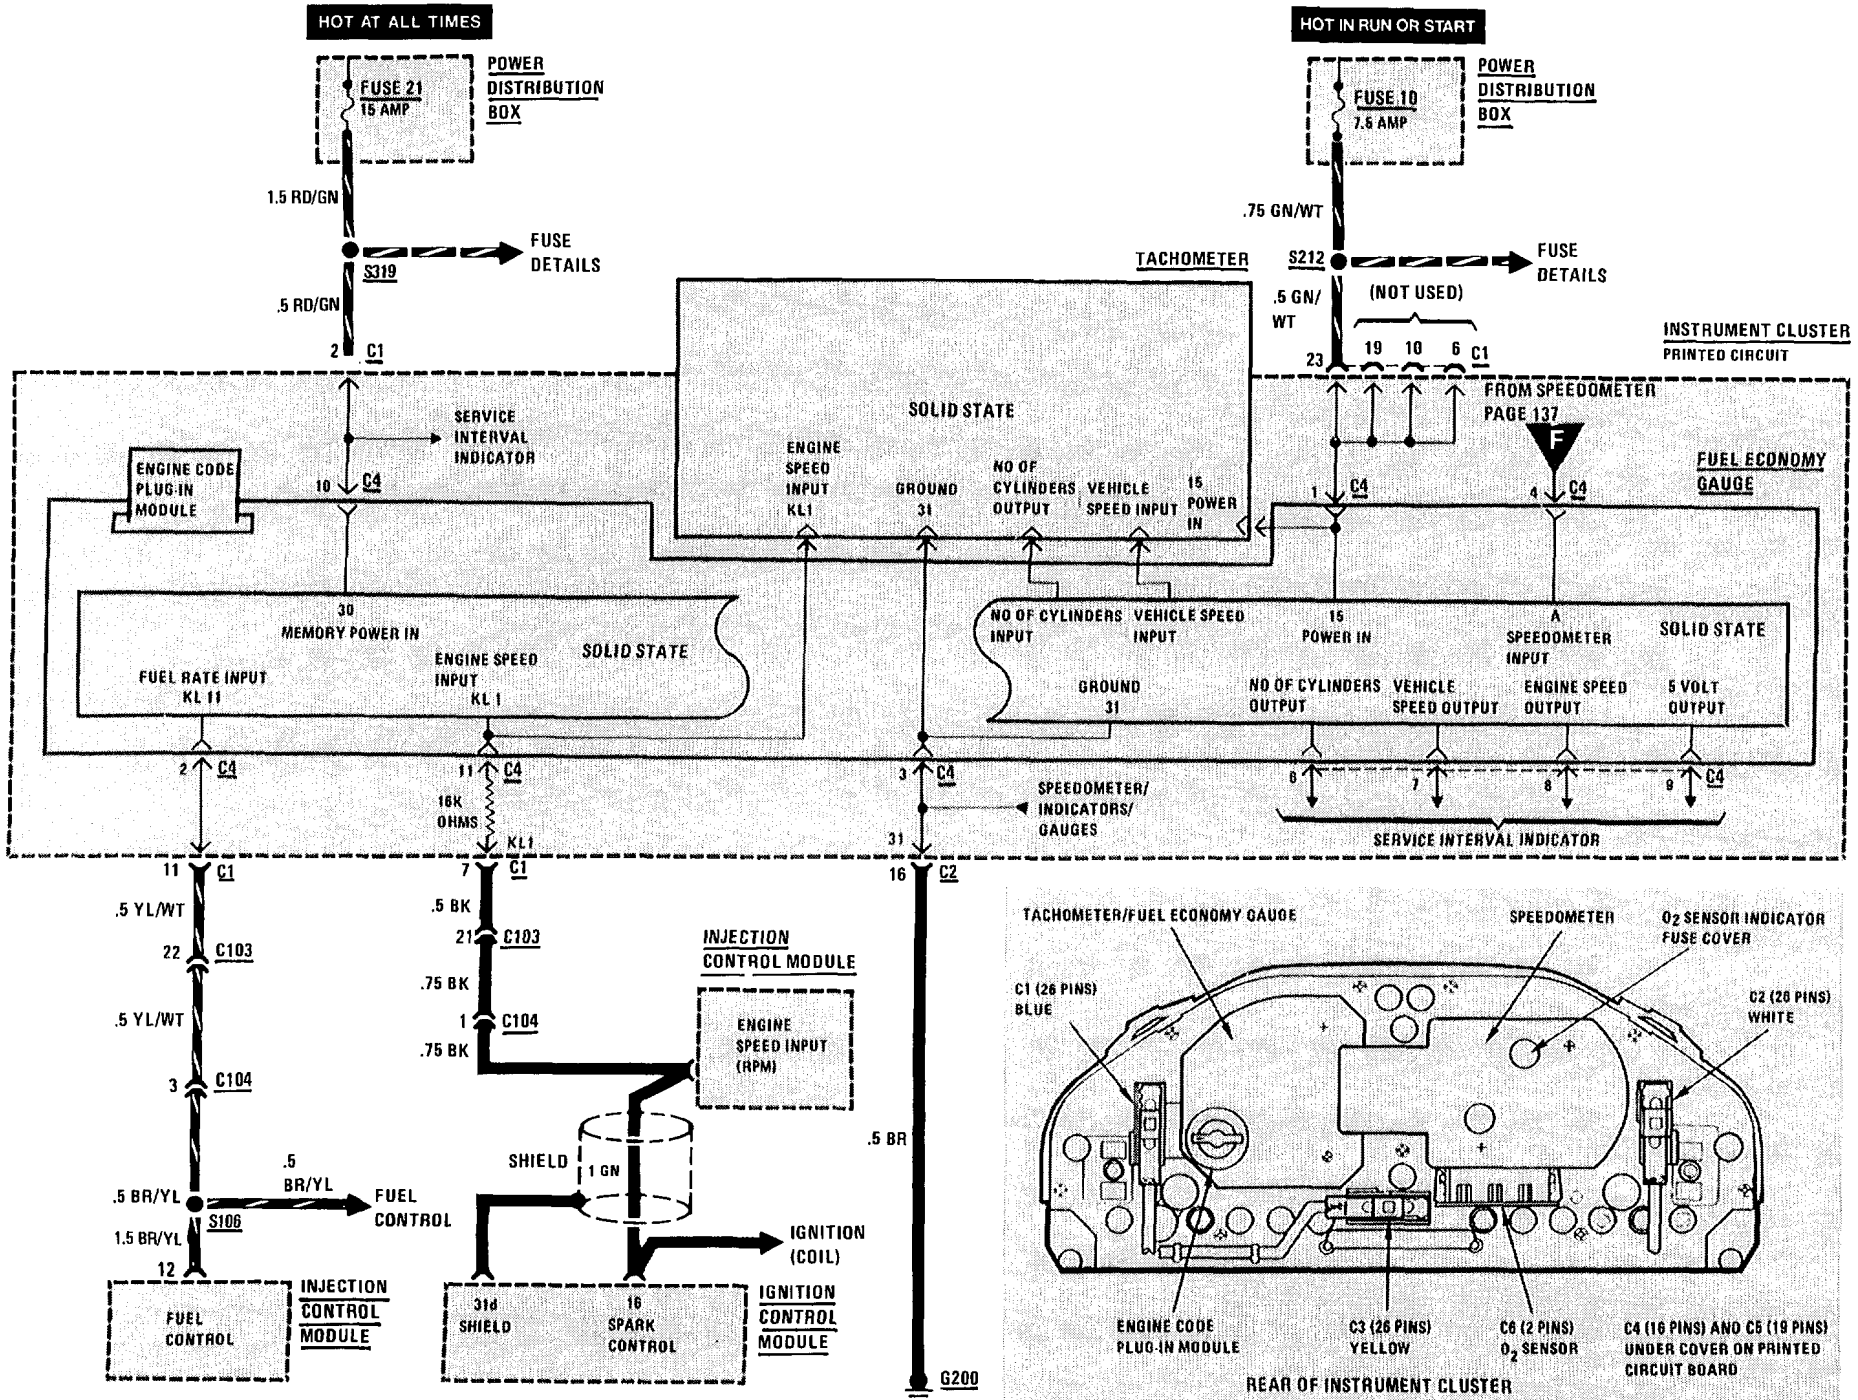 HOT AT ALL TIMES
HOT IN RUN OR START
FUSE 21
15 AMP
POWER
DISTRIBUTION
BOX
FUSE 10
7.5 AMP
POWER
DISTRIBUTION
BOX
1.5 RD/GN
FUSE
DETAILS
S319
.5 RD/GN
2 C1
.75 GN/WT
TACHOMETER
S212
FUSE
DETAILS
.5 GN/
WT
(NOT USED)
23 19 10 6 C1
INSTRUMENT CLUSTER
PRINTED CIRCUIT
FROM SPEEDOMETER
PAGE 137
F
SERVICE
INTERVAL
INDICATOR
SOLID STATE
ENGINE CODE
PLUG-IN
MODULE
10 C4
ENGINE
SPEED
INPUT
KL1
GROUND
31
NO OF
CYLINDERS
OUTPUT
VEHICLE
SPEED INPUT
15
POWER
IN
1 C4
4 C4
FUEL ECONOMY
GAUGE
30
MEMORY POWER IN
SOLID STATE
FUEL RATE INPUT
KL 11
ENGINE SPEED
INPUT
KL 1
NO OF CYLINDERS
INPUT
VEHICLE SPEED
INPUT
15
POWER IN
A
SPEEDOMETER
INPUT
SOLID STATE
GROUND
31
NO OF CYLINDERS
OUTPUT
VEHICLE
SPEED OUTPUT
ENGINE SPEED
OUTPUT
5 VOLT
OUTPUT
2 C4
11 C4
3 C4
6 7 8 9 C4
16K
OHMS
KL1
SPEEDOMETER/
INDICATORS/
GAUGES
31
SERVICE INTERVAL INDICATOR
11 C1
7 C1
16 C2
.5 YL/WT
22 C103
.5 YL/WT
3 C104
.5 BR/YL
.5
BR/YL
FUEL
CONTROL
S106
1.5 BR/YL
12
FUEL
CONTROL
INJECTION
CONTROL
MODULE
.5 BK
21 C103
.75 BK
1 C104
.75 BK
INJECTION
CONTROL MODULE
ENGINE
SPEED INPUT
(RPM)
SHIELD
1 GN
IGNITION
(COIL)
31d
SHIELD
16
SPARK
CONTROL
IGNITION
CONTROL
MODULE
.5 BR
G200
TACHOMETER/FUEL ECONOMY GAUGE
SPEEDOMETER
O2 SENSOR INDICATOR
FUSE COVER
C1 (26 PINS)
BLUE
C2 (26 PINS)
WHITE
ENGINE CODE
PLUG-IN MODULE
C3 (26 PINS)
YELLOW
C6 (2 PINS)
O2 SENSOR
C4 (16 PINS) AND C5 (19 PINS)
UNDER COVER ON PRINTED
CIRCUIT BOARD
REAR OF INSTRUMENT CLUSTER